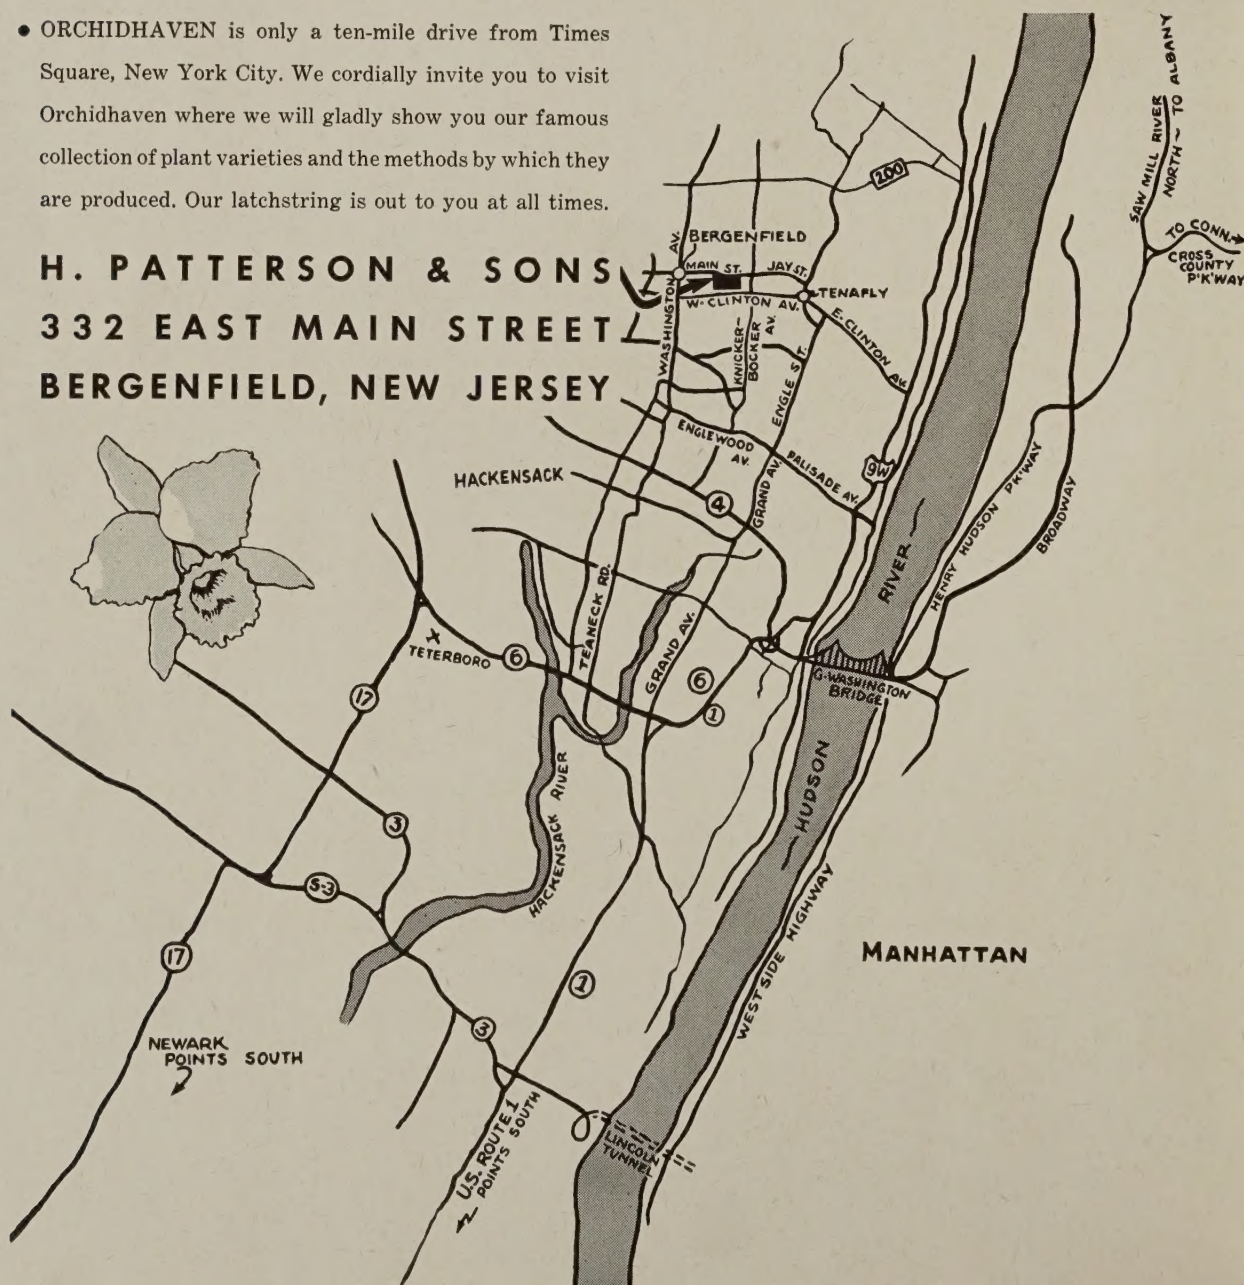 • ORCHIDHAVEN is only a ten-mile drive from Times
Square, New York City. We cordially invite you to visit
Orchidhaven where we will gladly show you our famous
collection of plant varieties and the methods by which they
are produced. Our latchstring is out to you at all times.
H. PATTERSON & SONS
332 EAST MAIN STREET
BERGENFIELD, NEW JERSEY
SAW MILL RIVER
NORTH ~ TO ALBANY
TO CONN.
CROSS
COUNTY
P'K'WAY
200
BERGENFIELD
MAIN ST.
JAY ST.
W. CLINTON AV.
TENAFLY
E. CLINTON AV.
WASHINGTON AV.
KNICKER-
BOCKER
AV.
ENGLE ST.
ENGLEWOOD
AV.
PALISADE AV.
9W
HACKENSACK
4
GRAND AV.
HENRY HUDSON PK'WAY
BROADWAY
RIVER
TEANECK RD.
GRAND AV.
TETERBORO
6
6
1
G. WASHINGTON
BRIDGE
17
HUDSON
HACKENSACK RIVER
3
S-3
17
1
3
WEST SIDE HIGHWAY
MANHATTAN
NEWARK
POINTS SOUTH
U.S. ROUTE 1
POINTS SOUTH
LINCOLN
TUNNEL